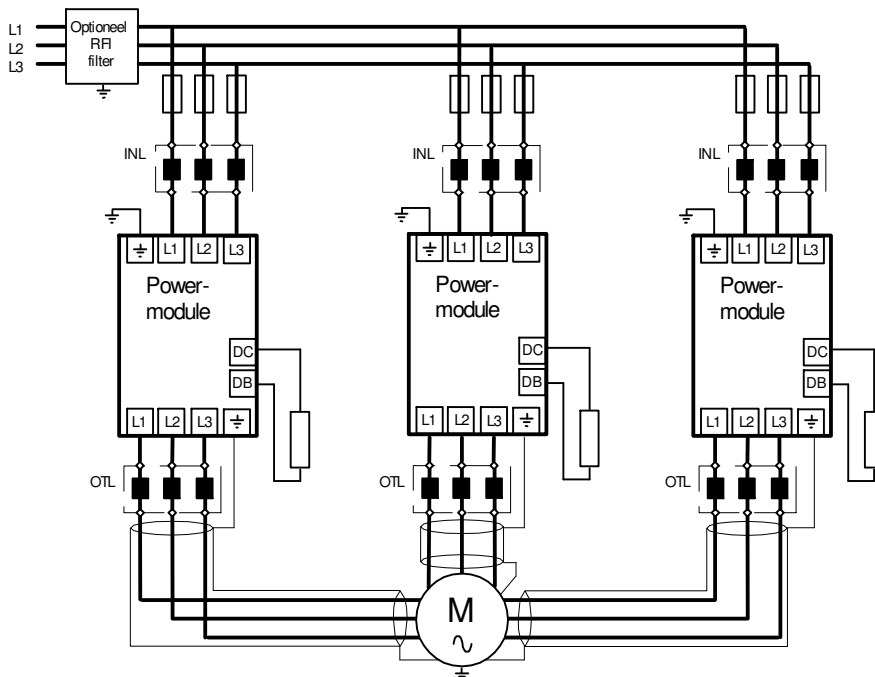 L1
L2
L3
Optioneel
RFI
filter
INL
INL
INL
L1 L2 L3
L1 L2 L3
L1 L2 L3
Power-
module
Power-
module
Power-
module
DC
DB
DC
DB
DC
DB
L1 L2 L3
L1 L2 L3
L1 L2 L3
OTL
OTL
OTL
M